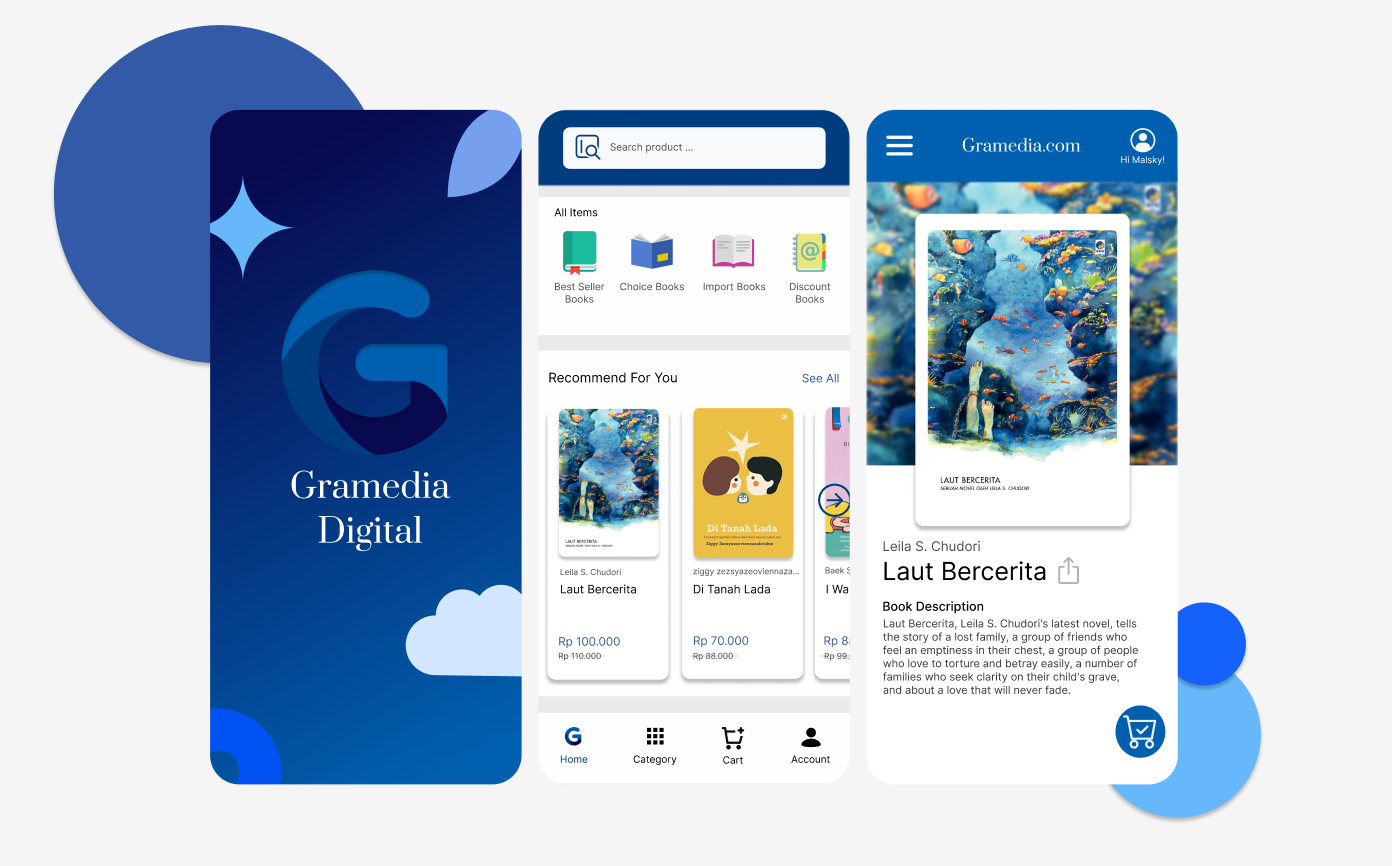 Gramedia
Digital
Search product ...
All Items
Best Seller
Books
Choice Books
Import Books
Discount
Books
Recommend For You
See All
LAUT BERCERITA
SEBUAH NOVEL OLEH LEILA S. CHUDORI
Di Tanah Lada
Leila S. Chudori
Laut Bercerita
Rp 100.000
Rp 110.000
ziggy zezsyazeoviennaza...
Di Tanah Lada
Rp 70.000
Rp 88.000
Baek S
I Wa
Rp 8
Rp 99.
Home
Category
Cart
Account
Gramedia.com
Hi Malsky!
LAUT BERCERITA
SEBUAH NOVEL OLEH LEILA S. CHUDORI
Leila S. Chudori
Laut Bercerita
Book Description
Laut Bercerita, Leila S. Chudori's latest novel, tells
the story of a lost family, a group of friends who
feel an emptiness in their chest, a group of people
who love to torture and betray easily, a number of
families who seek clarity on their child's grave,
and about a love that will never fade.